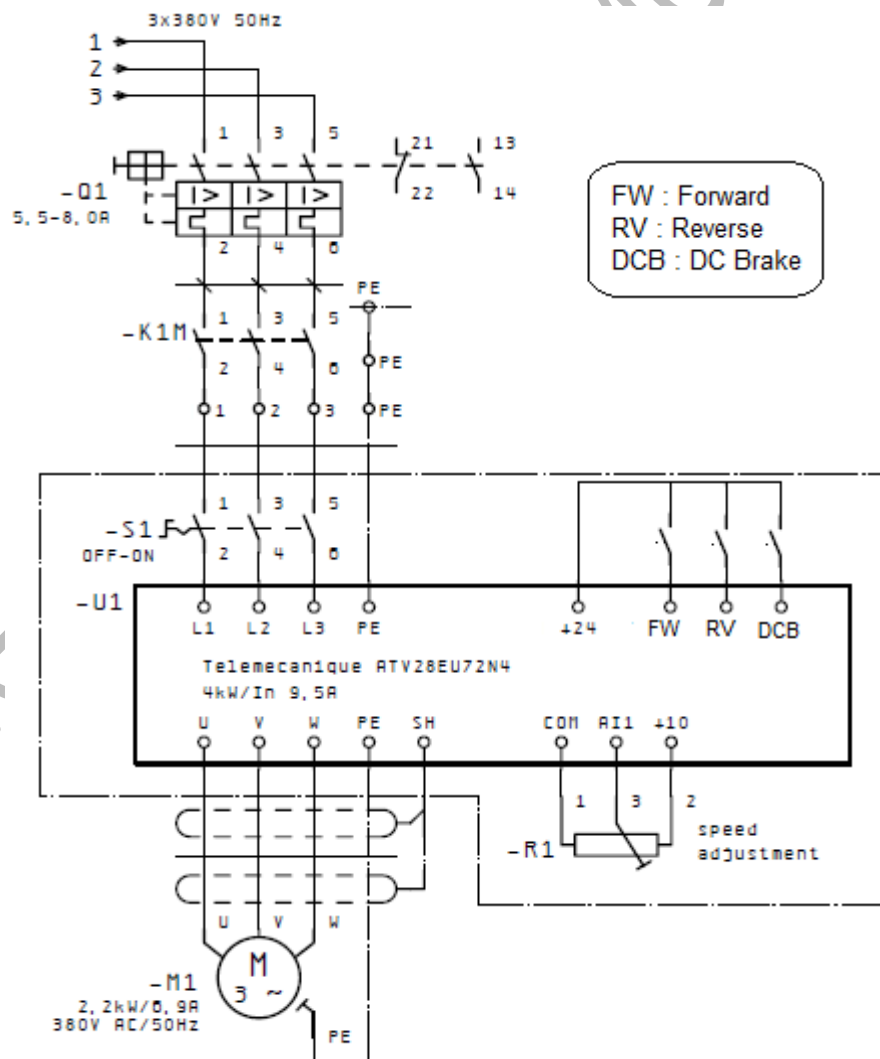 3x380V 50Hz
1
2
3
1 3 5 21 13
-Q1
5,5-8,0A
22 14
2 4 6
FW : Forward
RV : Reverse
DCB : DC Brake
PE
1 3 5
-K1M
2 4 6
PE
1 2 3 PE
1 3 5
-S1
OFF-ON
2 4 6
-U1
L1 L2 L3 PE +24 FW RV DCB
Telemecanique ATV28EU72N4
4kW/In 9,5A
U V W PE SH COM AI1 +10
1 3 2
-R1
speed
adjustment
U V W
M
3 ~
-M1
2,2kW/6,9A
380V AC/50Hz
PE